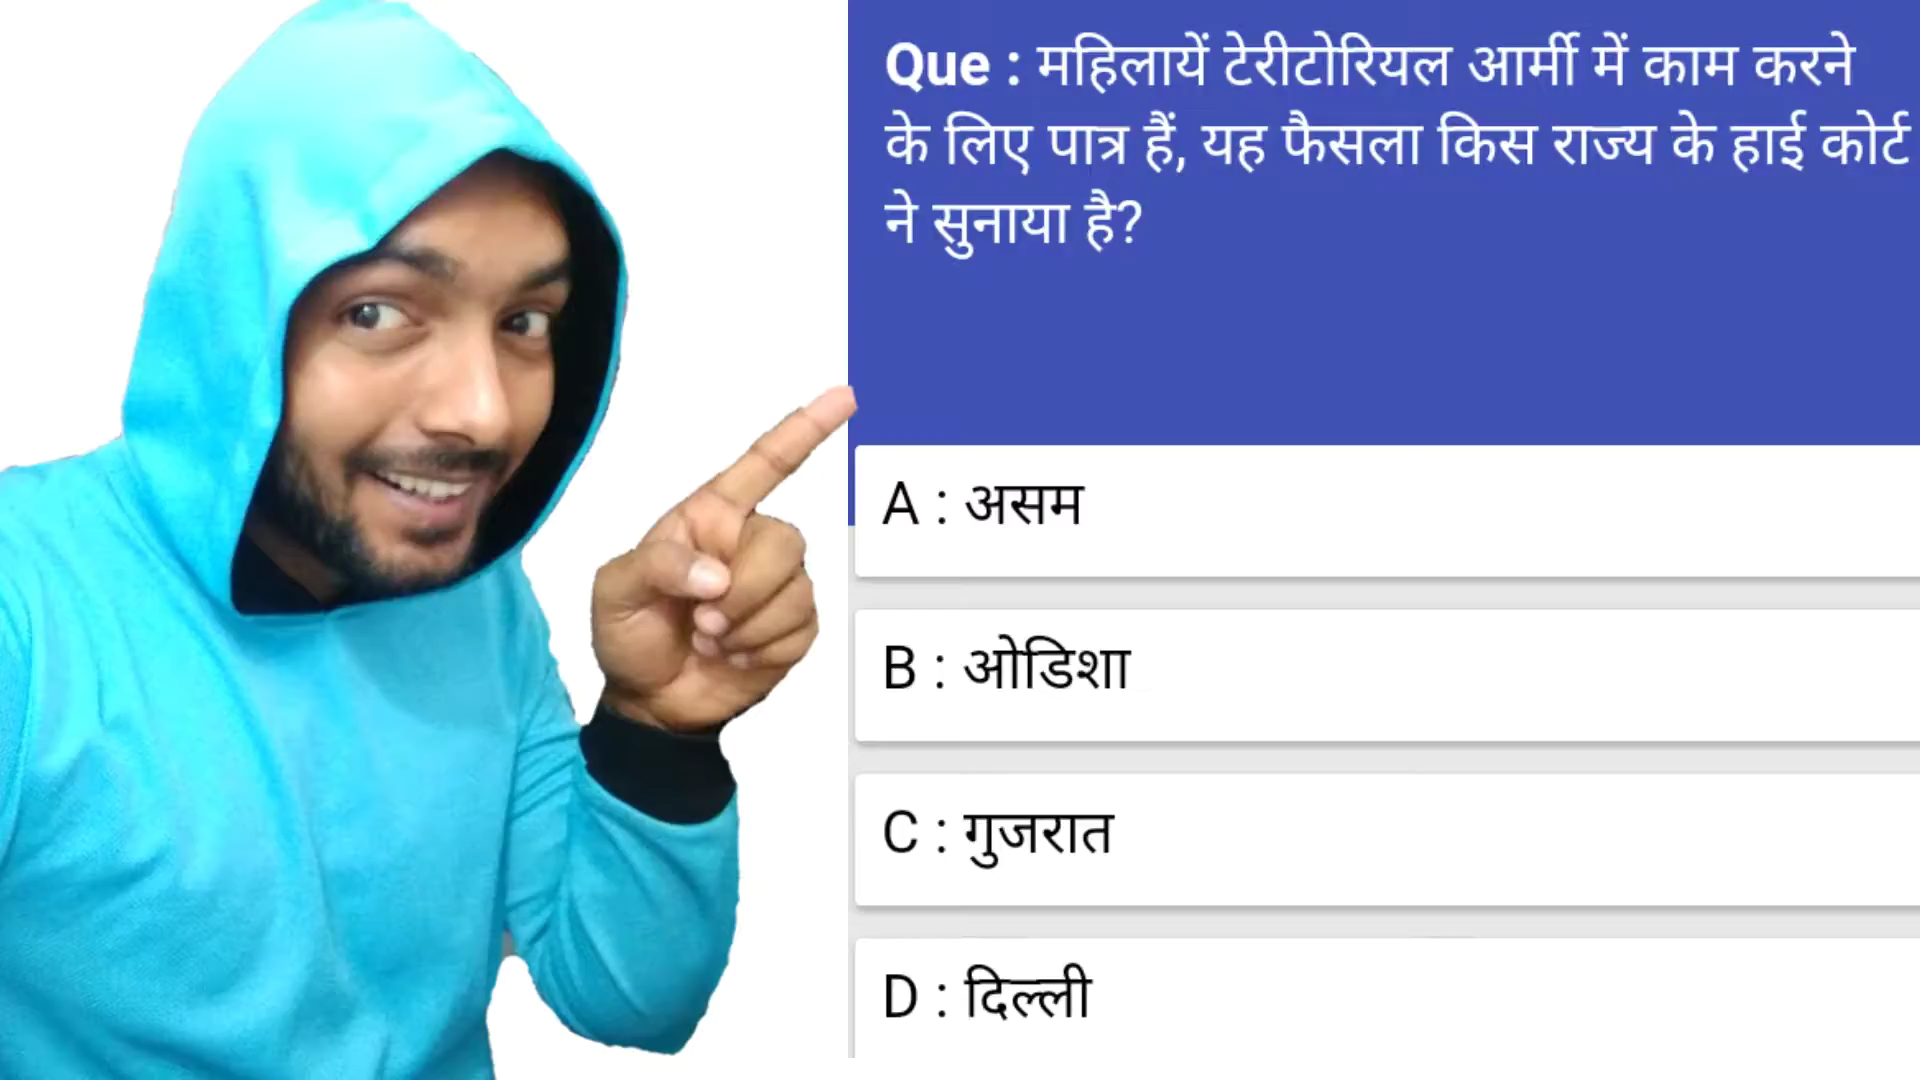 Que : महिलायें टेरीटोरियल आर्मी में काम करने
के लिए पात्र हैं, यह फैसला किस राज्य के हाई कोर्ट
ने सुनाया है?
A : असम
B : ओडिशा
C : गुजरात
D : दिल्ली